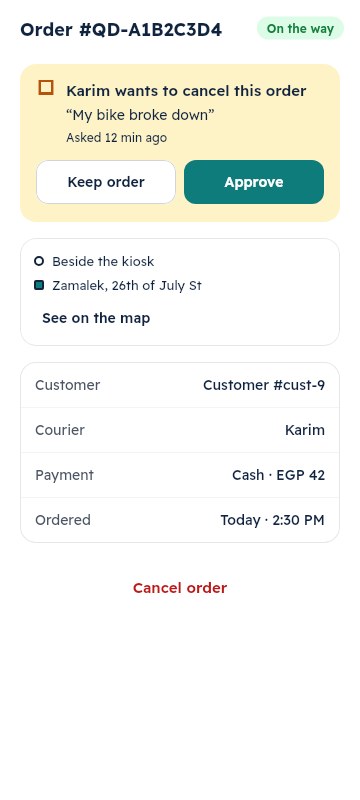 Order #QD-A1B2C3D4
On the way
Karim wants to cancel this order
“My bike broke down”
Asked 12 min ago
Keep order
Approve
Beside the kiosk
Zamalek, 26th of July St
See on the map
Customer
Customer #cust-9
Courier
Karim
Payment
Cash · EGP 42
Ordered
Today · 2:30 PM
Cancel order